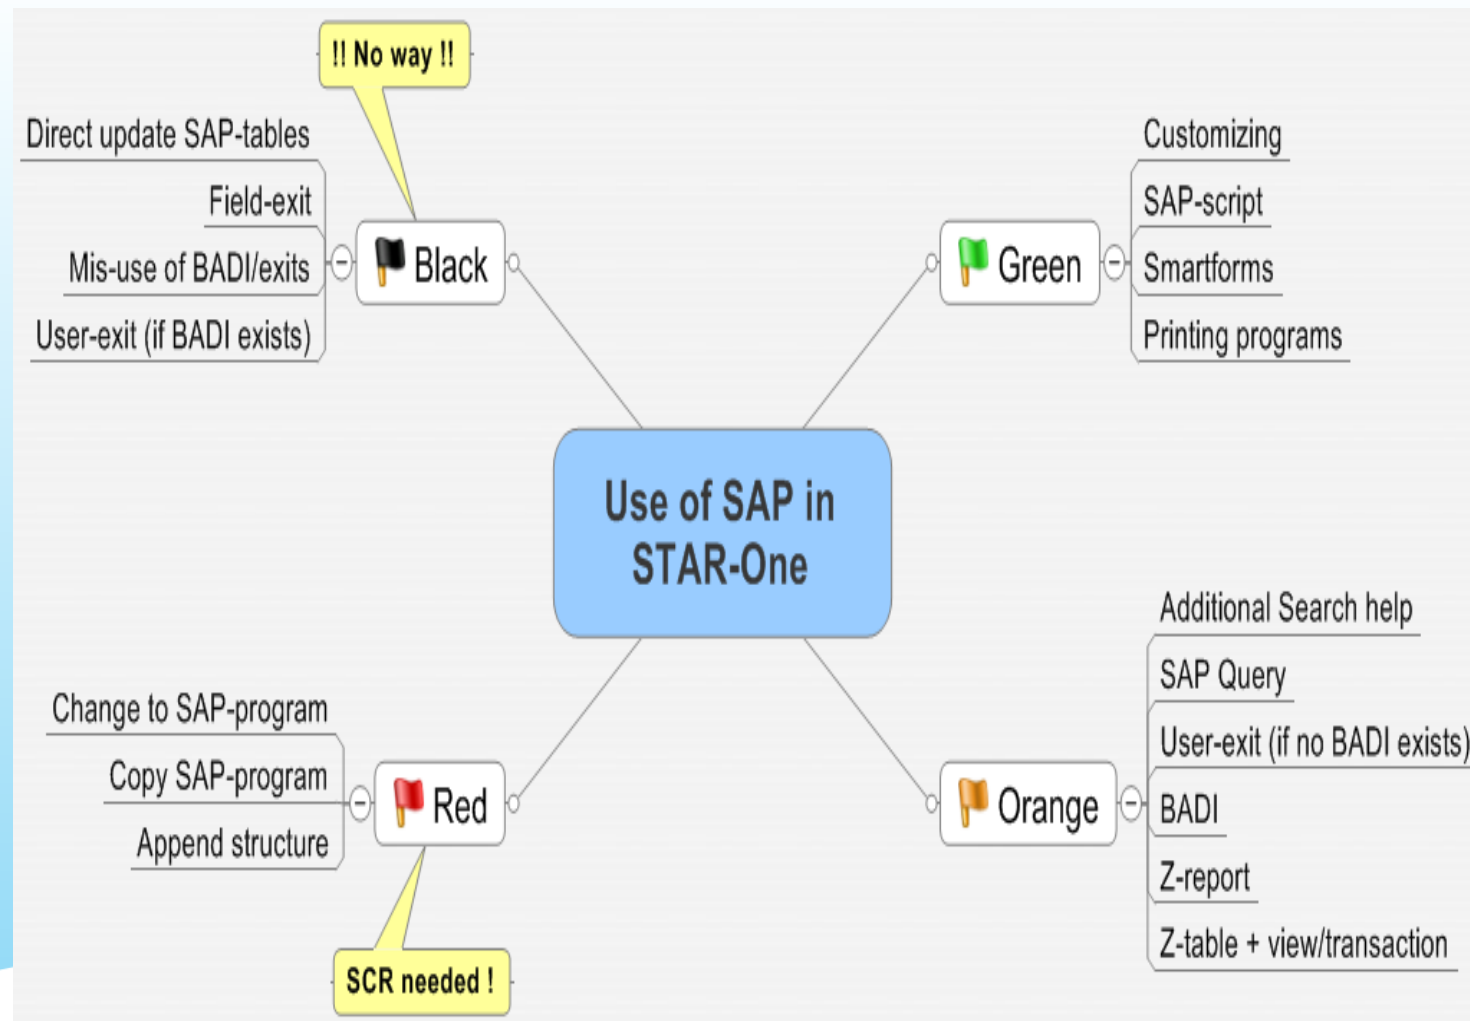 !! No way !!
Direct update SAP-tables
Field-exit
Mis-use of BADI/exits
User-exit (if BADI exists)
Black
Green
Customizing
SAP-script
Smartforms
Printing programs
Use of SAP in
STAR-One
Change to SAP-program
Copy SAP-program
Append structure
Red
SCR needed !
Orange
Additional Search help
SAP Query
User-exit (if no BADI exists)
BADI
Z-report
Z-table + view/transaction